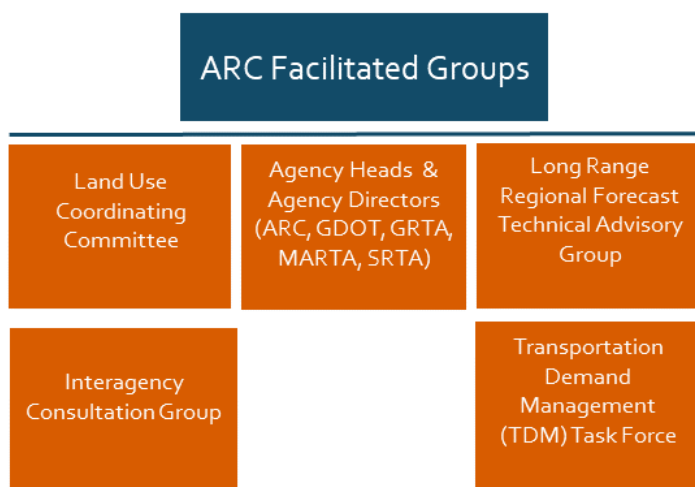 ARC Facilitated Groups
Land Use
Coordinating
Committee
Agency Heads &
Agency Directors
(ARC, GDOT, GRTA,
MARTA, SRTA)
Long Range
Regional Forecast
Technical Advisory
Group
Interagency
Consultation Group
Transportation
Demand
Management
(TDM) Task Force